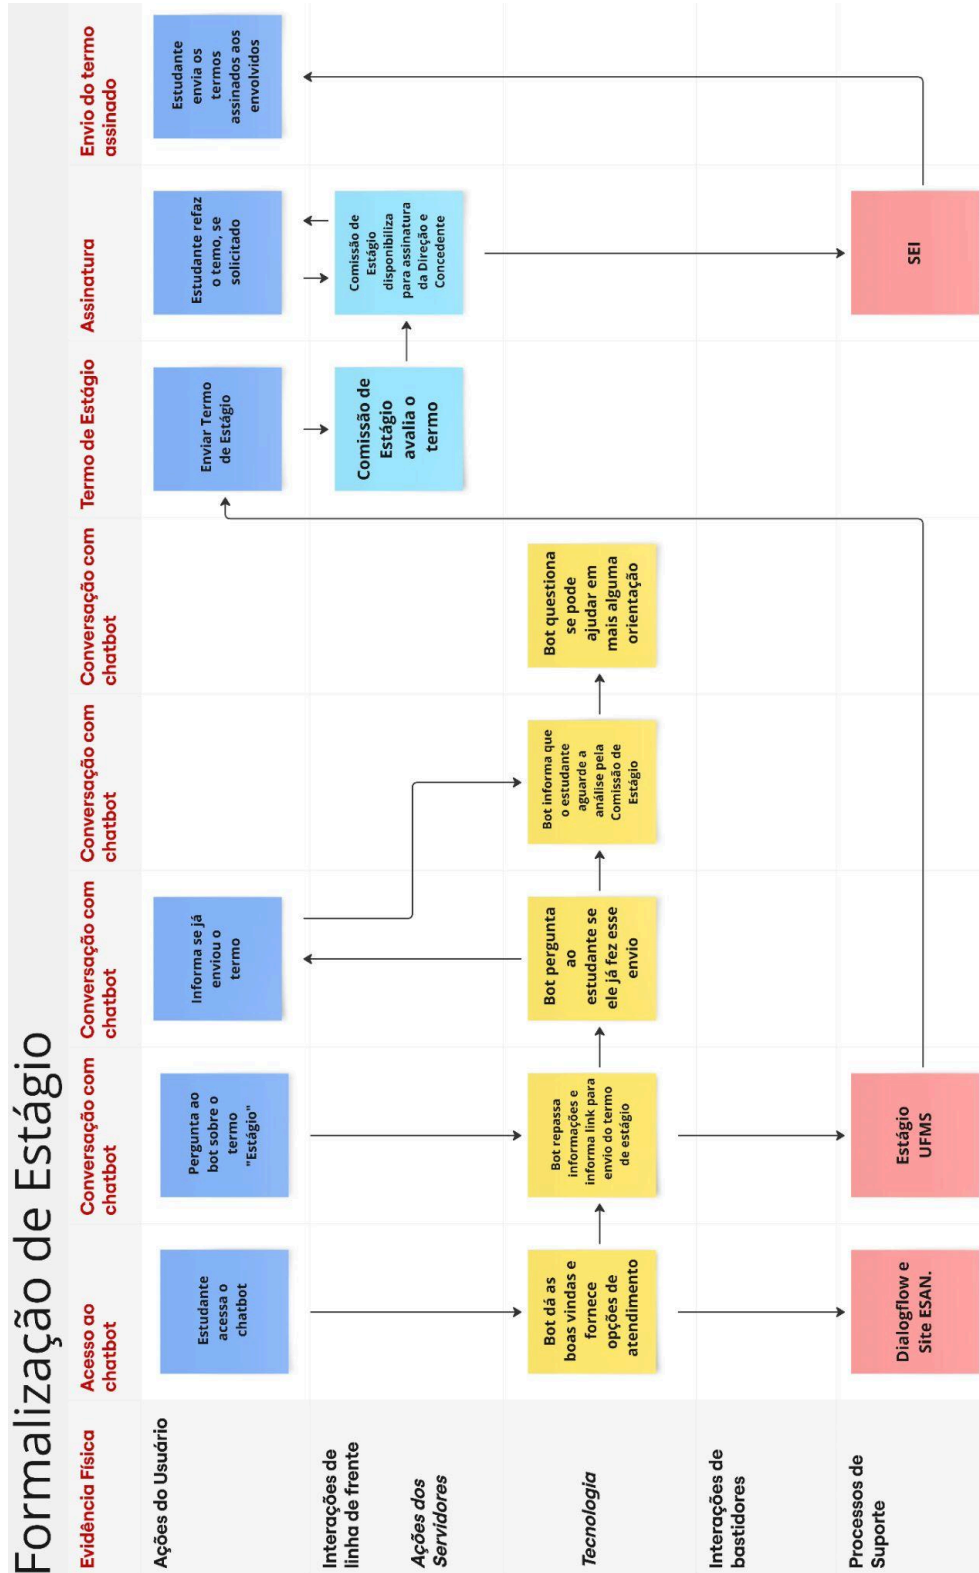 Formalização de Estágio
Evidência Física
Acesso ao
chatbot
Conversação com
chatbot
Conversação com
chatbot
Conversação com
chatbot
Conversação com
chatbot
Termo de Estágio
Assinatura
Envio do termo
assinado
Ações do Usuário
Estudante
acessa o
chatbot
Pergunta ao
bot sobre o
termo
"Estágio"
Informa se já
enviou o
termo
Enviar Termo
de Estágio
Estudante refaz
o temo, se
solicitado
Estudante
envia os
termos
assinados aos
envolvidos
Interações de
linha de frente
Ações dos
Servidores
Comissão de
Estágio
avalia o
termo
Comissão de
Estágio
disponibiliza
para assinatura
da Direção e
Concedente
Tecnologia
Bot dá as
boas vindas e
fornece
opções de
atendimento
Bot repassa
informações e
informa link para
envio do termo
de estágio
Bot pergunta
ao
estudante se
ele já fez esse
envio
Bot informa que
o estudante
aguarde a
análise pela
Comissão de
Estágio
Bot questiona
se pode
ajudar em
mais alguma
orientação
Interações de
bastidores
Processos de
Suporte
Dialogflow e
Site ESAN.
Estágio
UFMS
SEI